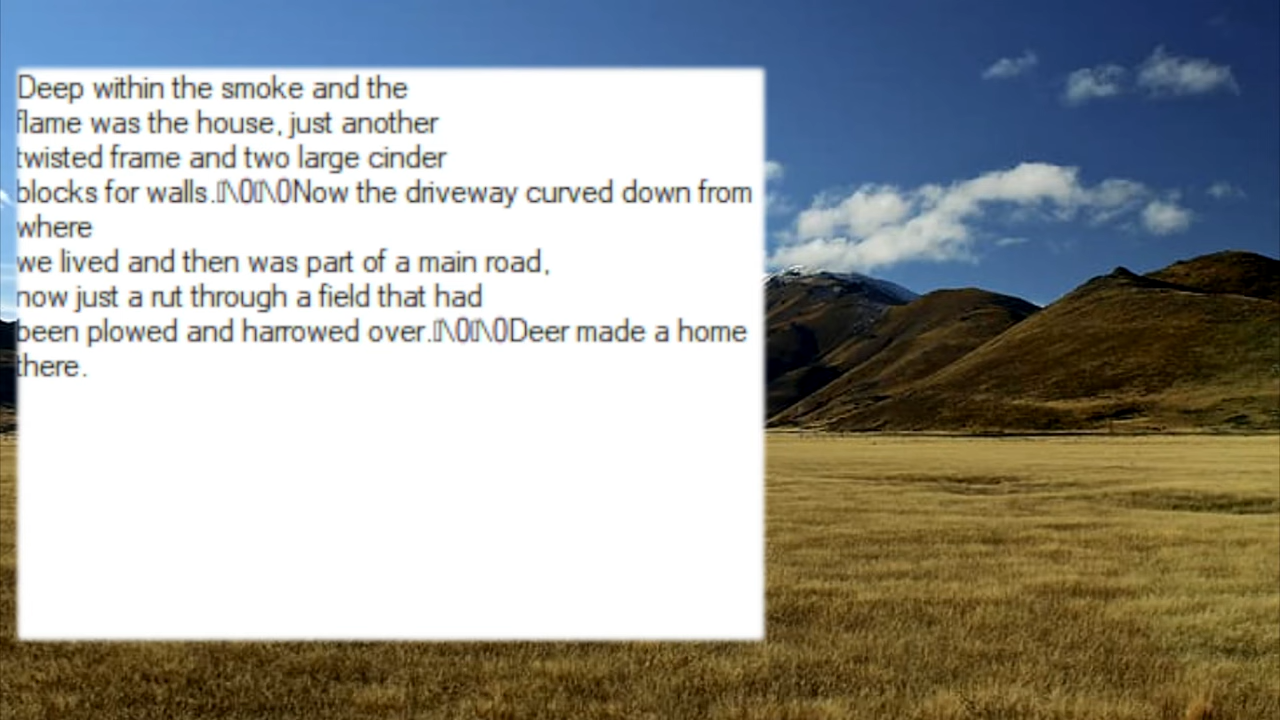 Deep within the smoke and the
flame was the house, just another
twisted frame and two large cinder
blocks for walls.▯\0▯\0Now the driveway curved down from
where
we lived and then was part of a main road,
now just a rut through a field that had
been plowed and harrowed over.▯\0▯\0Deer made a home
there.